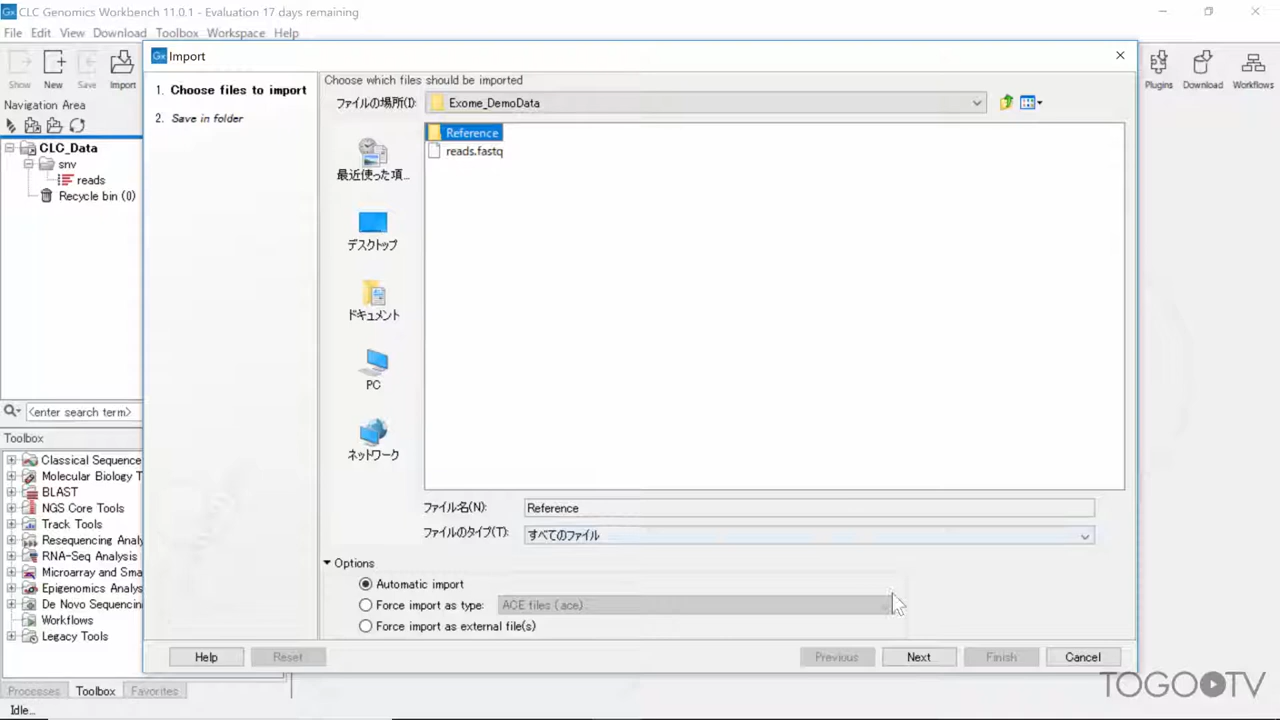 CLC Genomics Workbench 11.0.1 - Evaluation 17 days remaining
File Edit View Download Toolbox Workspace Help
Show New Save Import Plugins Download Workflows
Navigation Area
CLC_Data
snv
reads
Recycle bin (0)
<enter search term>
Toolbox
Classical Sequence
Molecular Biology T
BLAST
NGS Core Tools
Track Tools
Resequencing Anal
RNA-Seq Analysis
Microarray and Sma
Epigenomics Analys
De Novo Sequencin
Workflows
Legacy Tools
Processes Toolbox Favorites
Idle...
Import
1. Choose files to import
2. Save in folder
Choose which files should be imported
ファイルの場所(I): Exome_DemoData
Reference
reads.fastq
最近使った項...
デスクトップ
ドキュメント
PC
ネットワーク
ファイル名(N): Reference
ファイルのタイプ(T): すべてのファイル
Options
Automatic import
Force import as type: ACE files (.ace)
Force import as external file(s)
Help Reset Previous Next Finish Cancel
TOGOTV